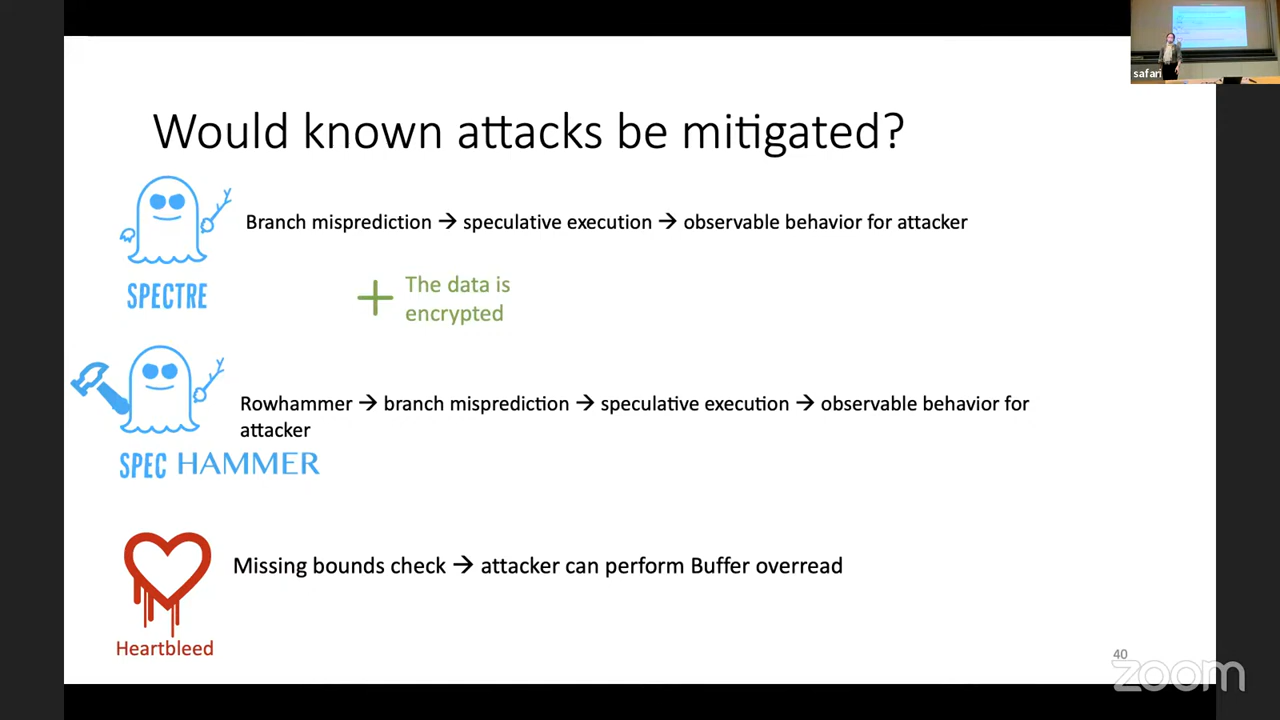 safari
Would known attacks be mitigated?
Branch misprediction → speculative execution → observable behavior for attacker
SPECTRE
The data is
encrypted
Rowhammer → branch misprediction → speculative execution → observable behavior for
attacker
SPEC HAMMER
Missing bounds check → attacker can perform Buffer overread
Heartbleed
40
zoom